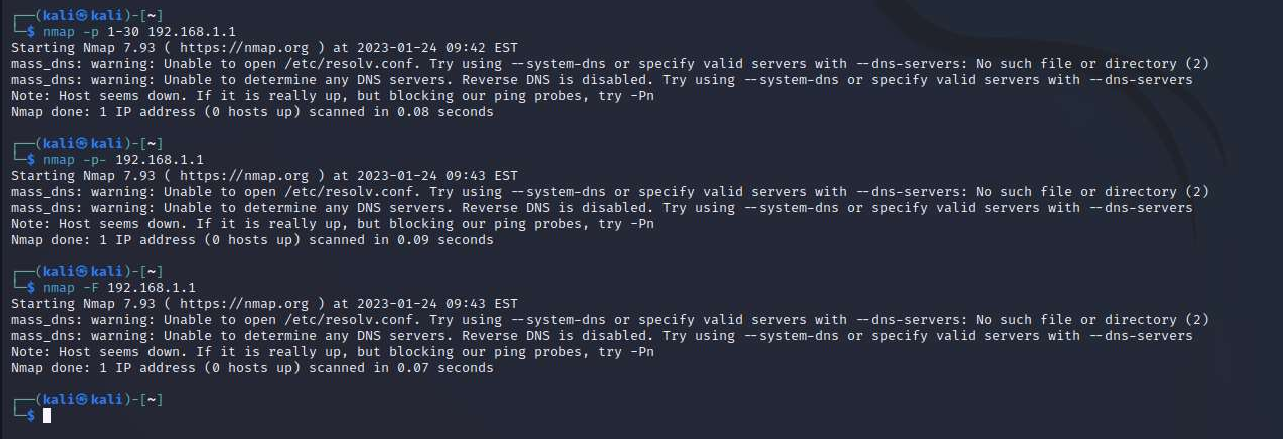 ┌──(kali㉿kali)-[~]
└─$ nmap -p 1-30 192.168.1.1
Starting Nmap 7.93 ( https://nmap.org ) at 2023-01-24 09:42 EST
mass_dns: warning: Unable to open /etc/resolv.conf. Try using --system-dns or specify valid servers with --dns-servers: No such file or directory (2)
mass_dns: warning: Unable to determine any DNS servers. Reverse DNS is disabled. Try using --system-dns or specify valid servers with --dns-servers
Note: Host seems down. If it is really up, but blocking our ping probes, try -Pn
Nmap done: 1 IP address (0 hosts up) scanned in 0.08 seconds
┌──(kali㉿kali)-[~]
└─$ nmap -p- 192.168.1.1
Starting Nmap 7.93 ( https://nmap.org ) at 2023-01-24 09:43 EST
mass_dns: warning: Unable to open /etc/resolv.conf. Try using --system-dns or specify valid servers with --dns-servers: No such file or directory (2)
mass_dns: warning: Unable to determine any DNS servers. Reverse DNS is disabled. Try using --system-dns or specify valid servers with --dns-servers
Note: Host seems down. If it is really up, but blocking our ping probes, try -Pn
Nmap done: 1 IP address (0 hosts up) scanned in 0.09 seconds
┌──(kali㉿kali)-[~]
└─$ nmap -F 192.168.1.1
Starting Nmap 7.93 ( https://nmap.org ) at 2023-01-24 09:43 EST
mass_dns: warning: Unable to open /etc/resolv.conf. Try using --system-dns or specify valid servers with --dns-servers: No such file or directory (2)
mass_dns: warning: Unable to determine any DNS servers. Reverse DNS is disabled. Try using --system-dns or specify valid servers with --dns-servers
Note: Host seems down. If it is really up, but blocking our ping probes, try -Pn
Nmap done: 1 IP address (0 hosts up) scanned in 0.07 seconds
┌──(kali㉿kali)-[~]
└─$